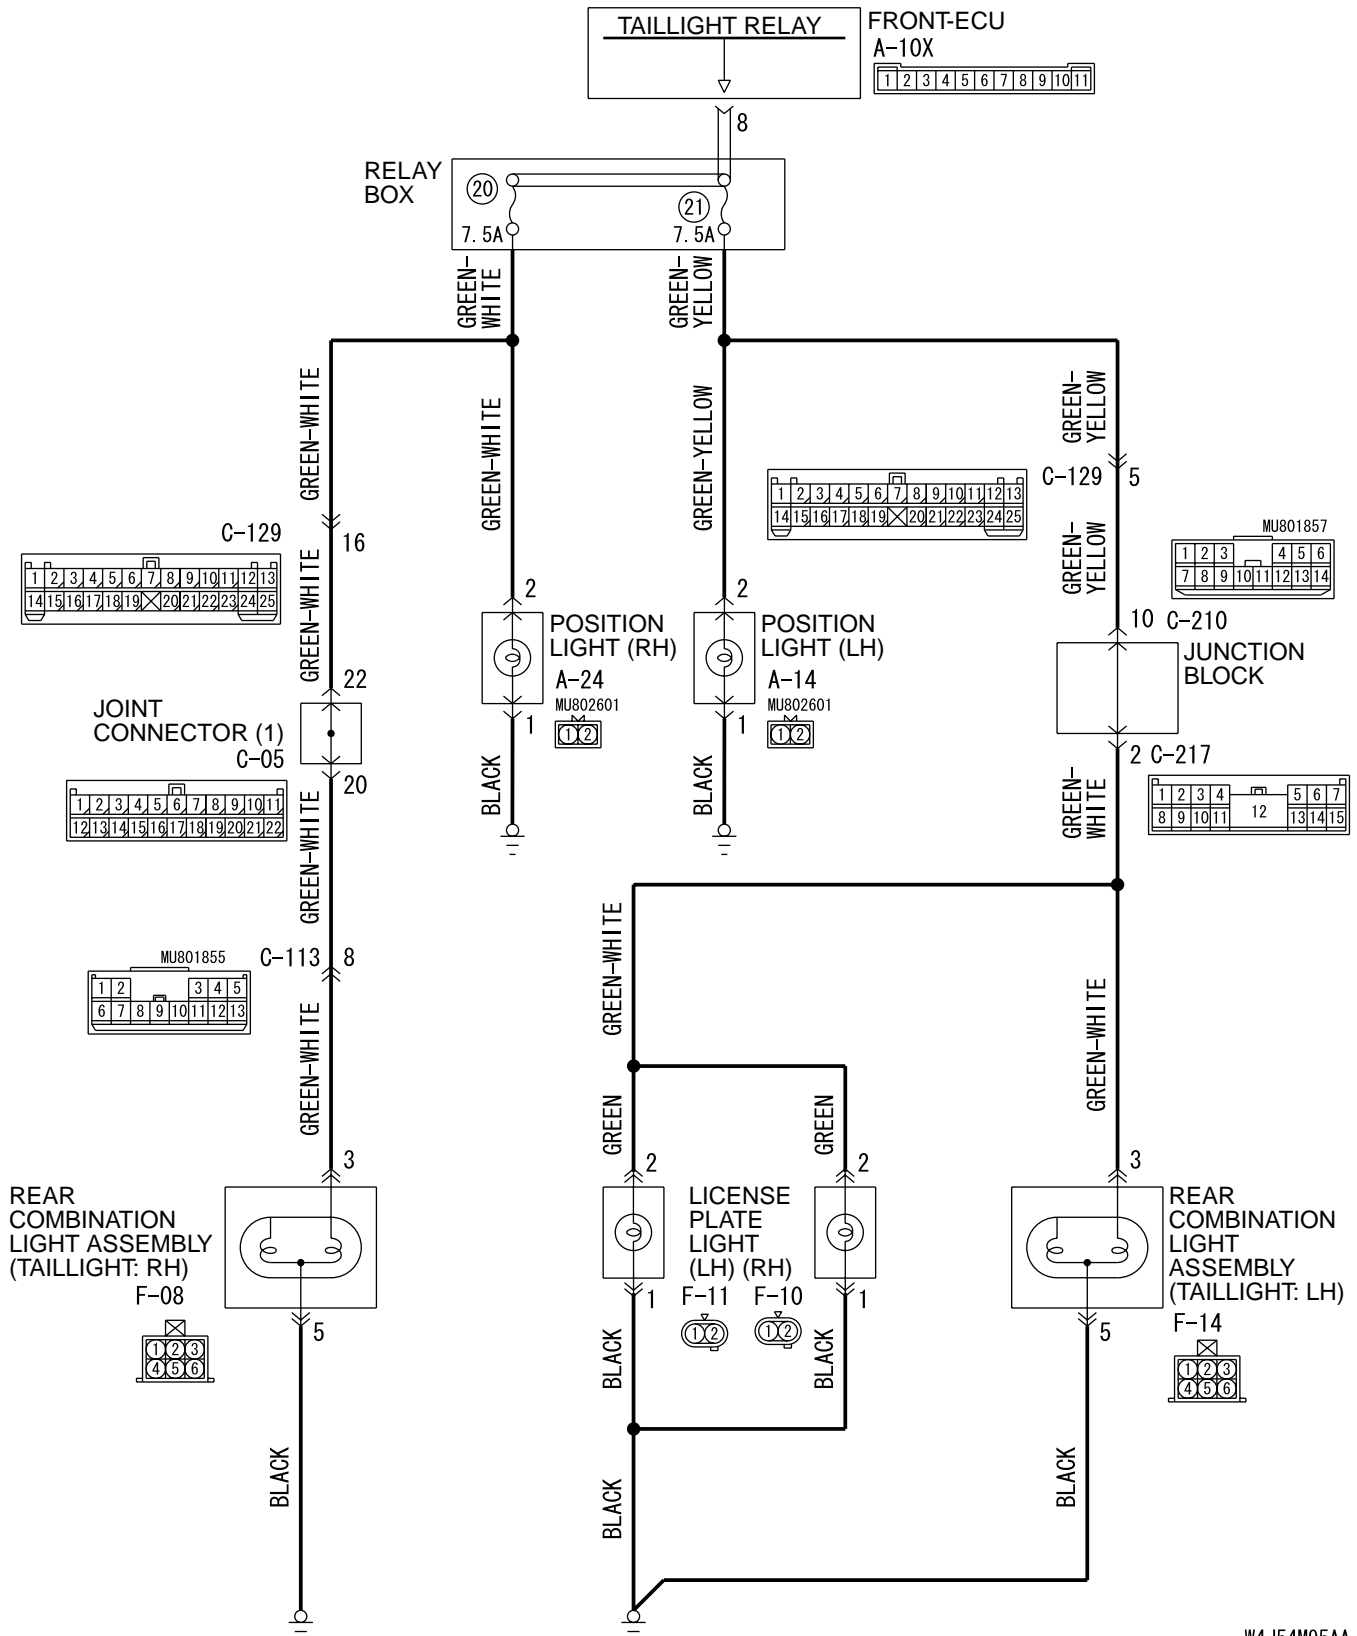 TAILLIGHT RELAY
FRONT-ECU
A-10X
1 2 3 4 5 6 7 8 9 10 11
8
RELAY
BOX
20
7.5A
21
7.5A
GREEN-
WHITE
GREEN-
YELLOW
GREEN-WHITE
GREEN-WHITE
GREEN-YELLOW
GREEN-
YELLOW
C-129
5
1 2 3 4 5 6 7 8 9 10 11 12 13
14 15 16 17 18 19 20 21 22 23 24 25
GREEN-
YELLOW
C-129
16
1 2 3 4 5 6 7 8 9 10 11 12 13
14 15 16 17 18 19 20 21 22 23 24 25
GREEN-WHITE
MU801857
1 2 3 4 5 6
7 8 9 10 11 12 13 14
2
POSITION
LIGHT (RH)
A-24
MU802601
1 2
1
BLACK
2
POSITION
LIGHT (LH)
A-14
MU802601
1 2
1
BLACK
10 C-210
JUNCTION
BLOCK
2 C-217
1 2 3 4 5 6 7
8 9 10 11 12 13 14 15
GREEN-
WHITE
22
JOINT
CONNECTOR (1)
C-05
20
1 2 3 4 5 6 7 8 9 10 11
12 13 14 15 16 17 18 19 20 21 22
GREEN-WHITE
MU801855
C-113
8
1 2 3 4 5
6 7 8 9 10 11 12 13
GREEN-WHITE
GREEN-WHITE
GREEN-WHITE
GREEN
GREEN
3
REAR
COMBINATION
LIGHT ASSEMBLY
(TAILLIGHT: RH)
F-08
1 2 3
4 5 6
5
BLACK
2
2
LICENSE
PLATE
LIGHT
(LH) (RH)
F-11 F-10
1 2
1 2
1
1
BLACK
BLACK
BLACK
3
REAR
COMBINATION
LIGHT
ASSEMBLY
(TAILLIGHT: LH)
F-14
1 2 3
4 5 6
5
BLACK